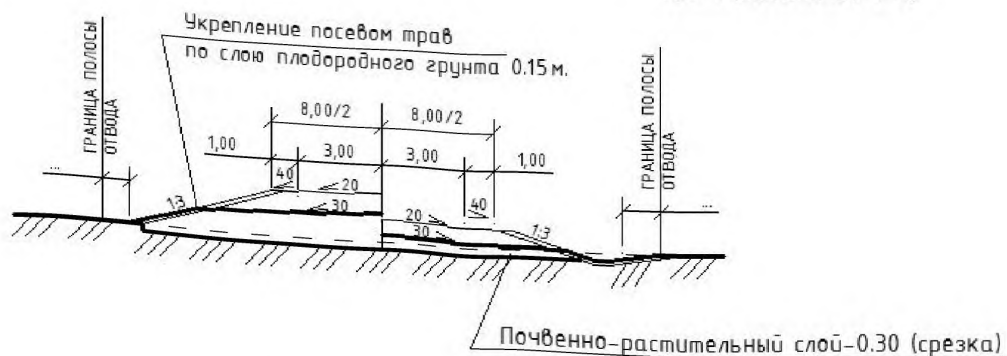 Укрепление посевом трав
по слою плодородного грунта 0.15м.
ГРАНИЦА ПОЛОСЫ
ОТВОДА
8,00/2
8,00/2
1,00
3,00
3,00
1,00
ГРАНИЦА ПОЛОСЫ
ОТВОДА
...
...
40
20
1:3
30
20
40
30
1:3
Почвенно-растительный слой-0.30 (срезка)